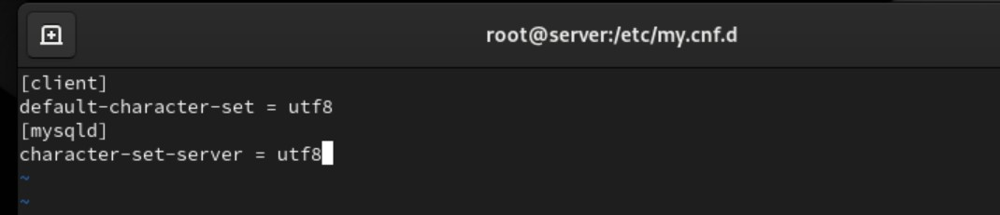 root@server:/etc/my.cnf.d
[client]
default-character-set = utf8
[mysqld]
character-set-server = utf8
~
~